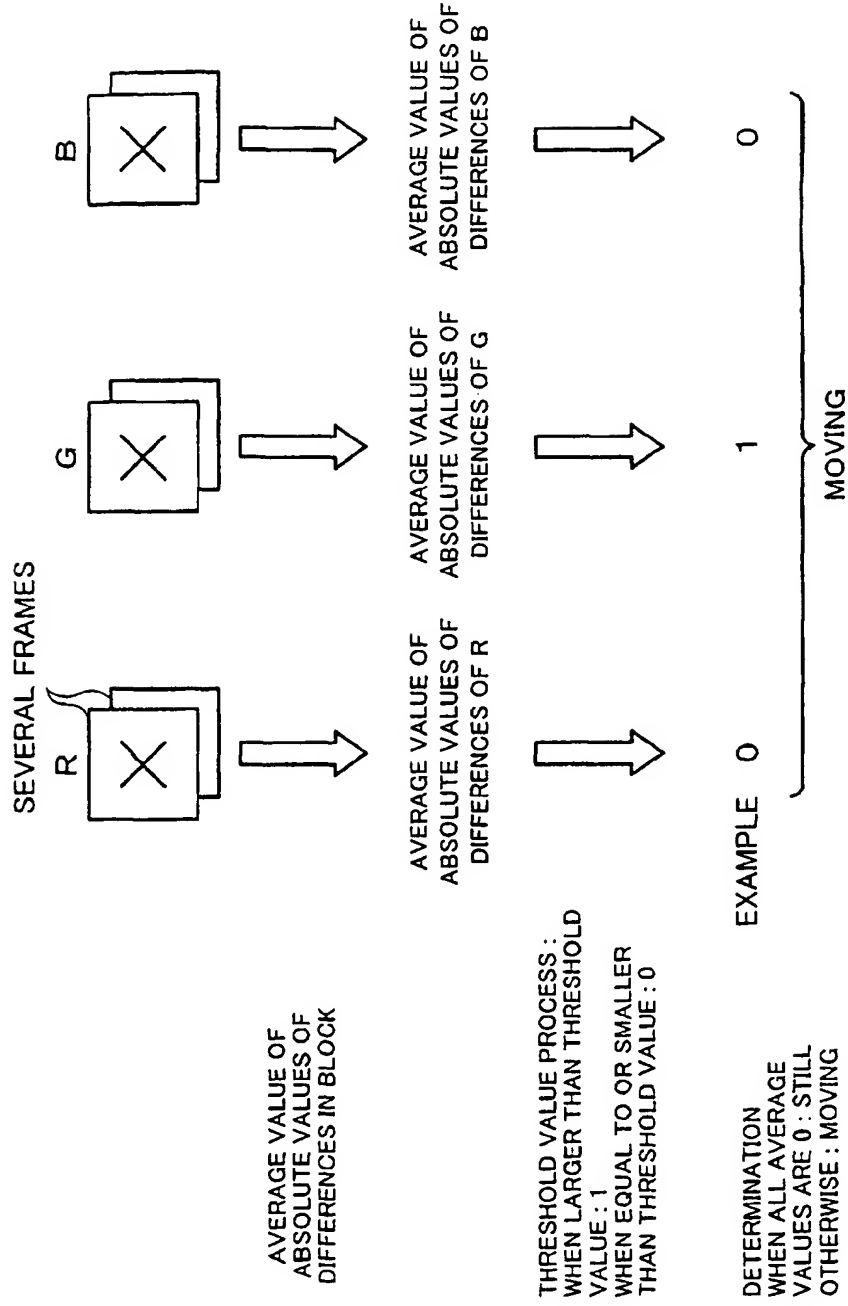 SEVERAL FRAMES
R
G
B
AVERAGE VALUE OF
ABSOLUTE VALUES OF
DIFFERENCES IN BLOCK
AVERAGE VALUE OF
ABSOLUTE VALUES OF
DIFFERENCES OF R
AVERAGE VALUE OF
ABSOLUTE VALUES OF
DIFFERENCES OF G
AVERAGE VALUE OF
ABSOLUTE VALUES OF
DIFFERENCES OF B
THRESHOLD VALUE PROCESS :
WHEN LARGER THAN THRESHOLD
VALUE : 1
WHEN EQUAL TO OR SMALLER
THAN THRESHOLD VALUE : 0
DETERMINATION
WHEN ALL AVERAGE
VALUES ARE 0 : STILL
OTHERWISE : MOVING
EXAMPLE 0
1
0
MOVING